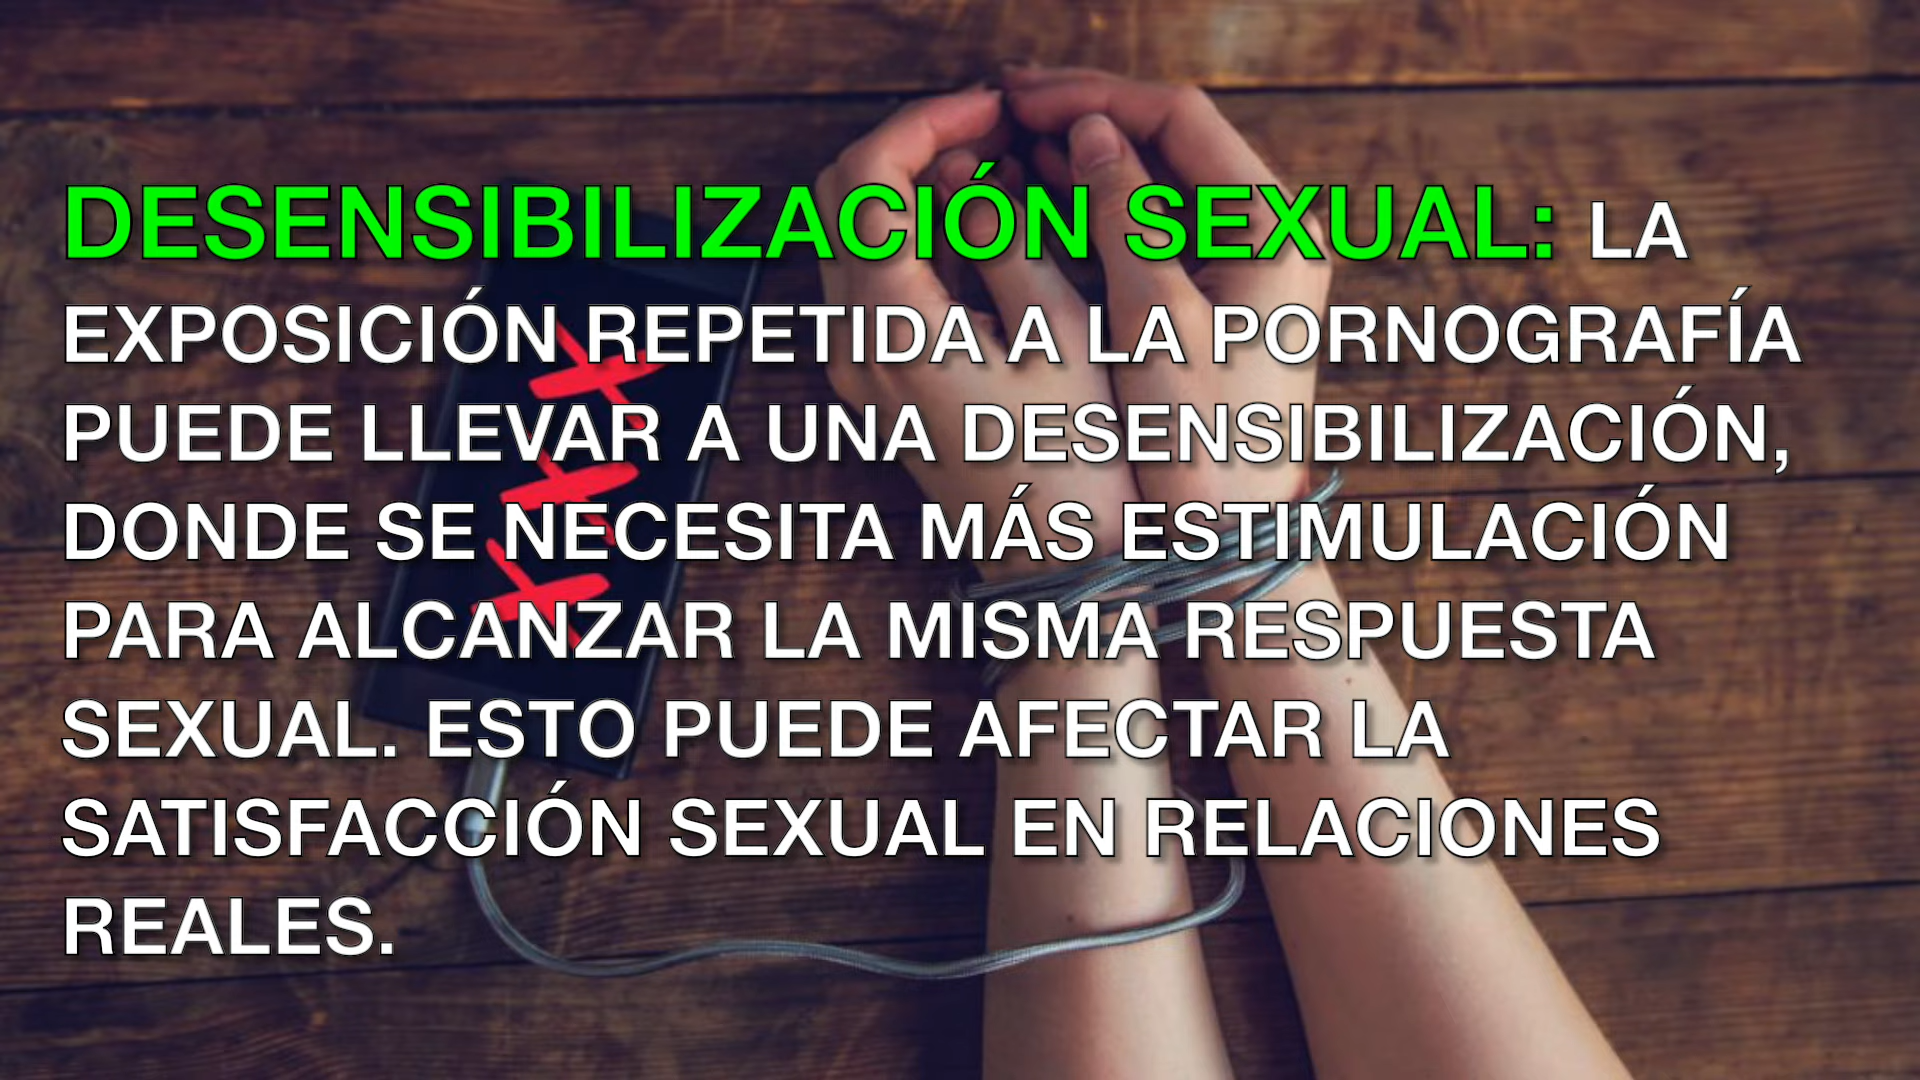 DESENSIBILIZACIÓN SEXUAL: LA
EXPOSICIÓN REPETIDA A LA PORNOGRAFÍA
PUEDE LLEVAR A UNA DESENSIBILIZACIÓN,
DONDE SE NECESITA MÁS ESTIMULACIÓN
PARA ALCANZAR LA MISMA RESPUESTA
SEXUAL. ESTO PUEDE AFECTAR LA
SATISFACCIÓN SEXUAL EN RELACIONES
REALES.
XXX